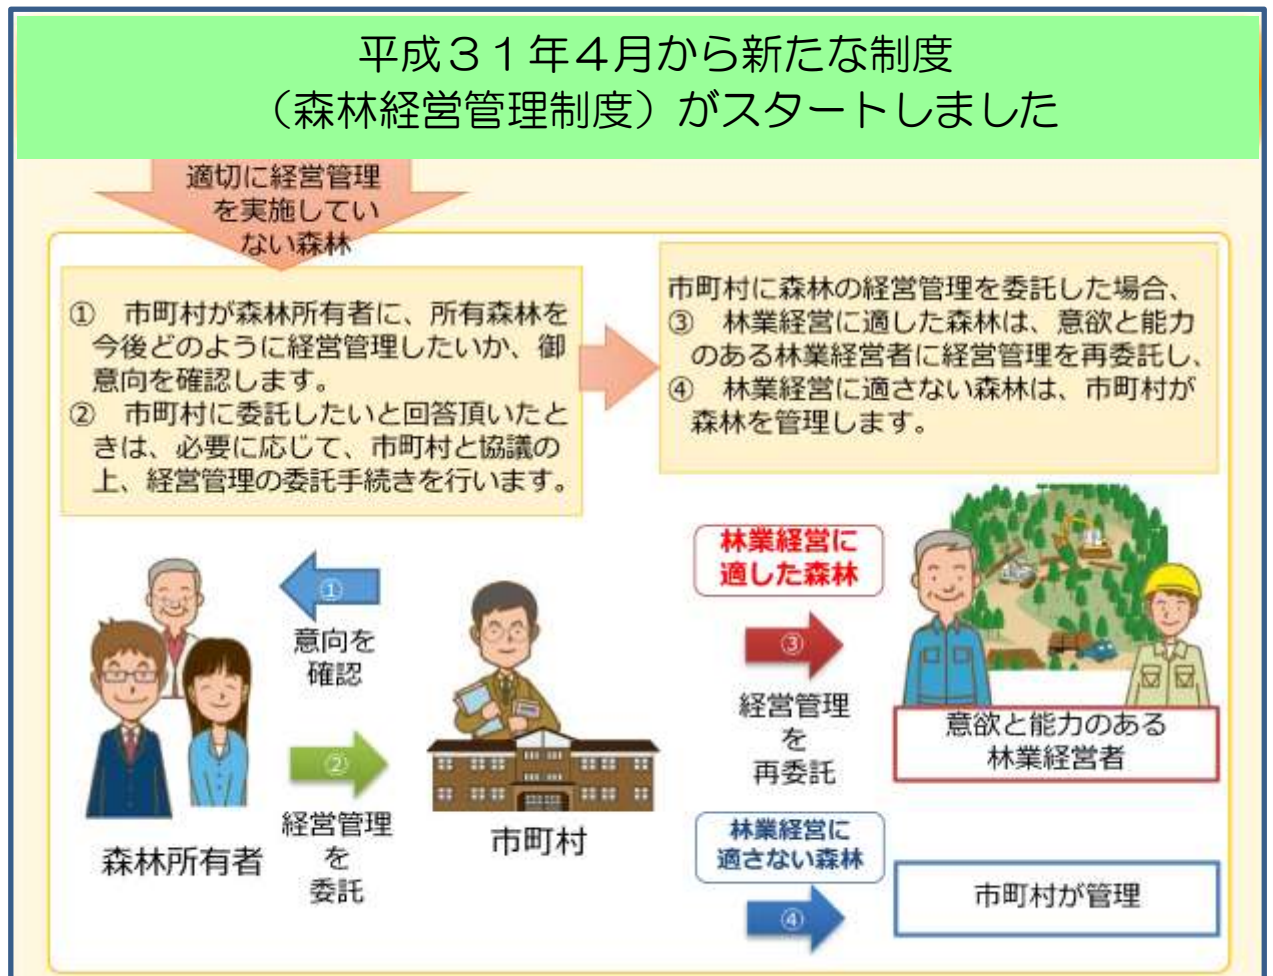 平成３１年４月から新たな制度
（森林経営管理制度）がスタートしました
適切に経営管理
を実施してい
ない森林
①　市町村が森林所有者に、所有森林を
今後どのように経営管理したいか、御
意向を確認します。
②　市町村に委託したいと回答頂いたと
きは、必要に応じて、市町村と協議の
上、経営管理の委託手続きを行います。
市町村に森林の経営管理を委託した場合、
③　林業経営に適した森林は、意欲と能力
のある林業経営者に経営管理を再委託し、
④　林業経営に適さない森林は、市町村が
森林を管理します。
①
意向を
確認
②
経営管理
を
委託
森林所有者
市町村
林業経営に
適した森林
③
経営管理
を
再委託
意欲と能力のある
林業経営者
林業経営に
適さない森林
④
市町村が管理